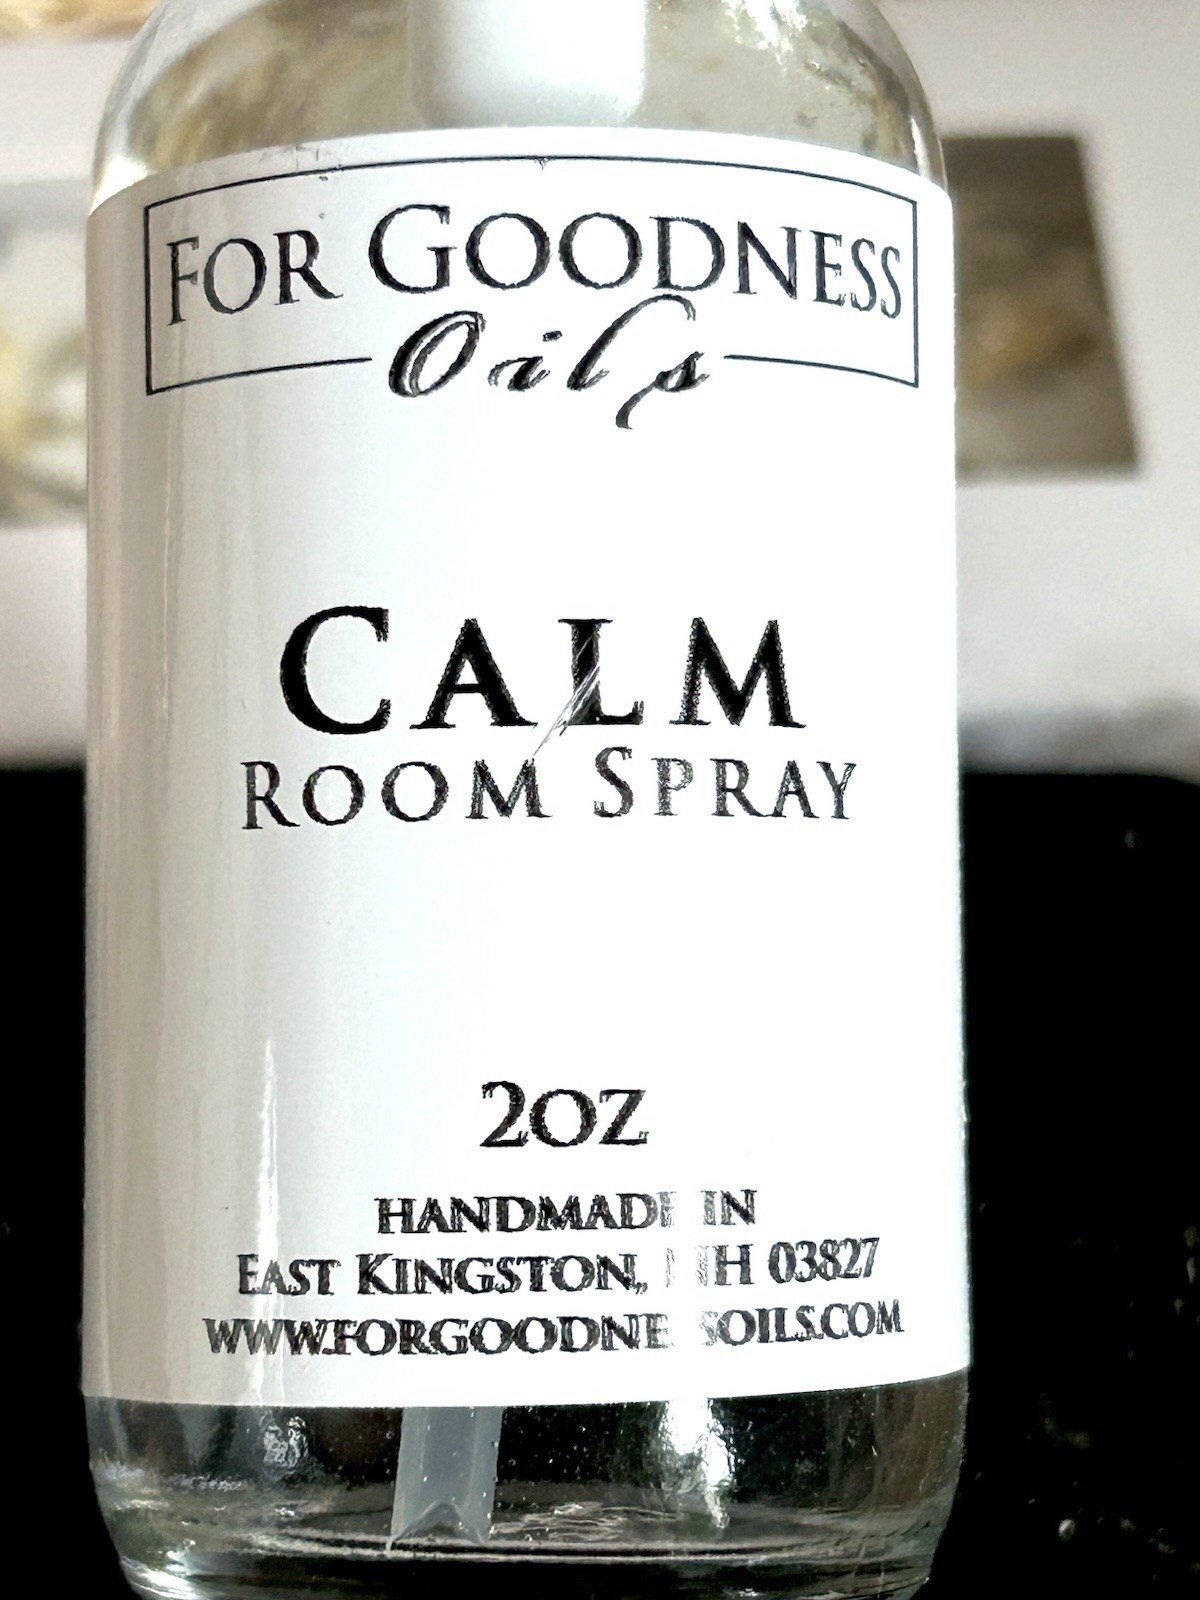 FOR GOODNESS
Oils
CALM
ROOM SPRAY
2OZ
HANDMADE IN
EAST KINGSTON, NH 03827
WWW.FORGOODNESSOILS.COM